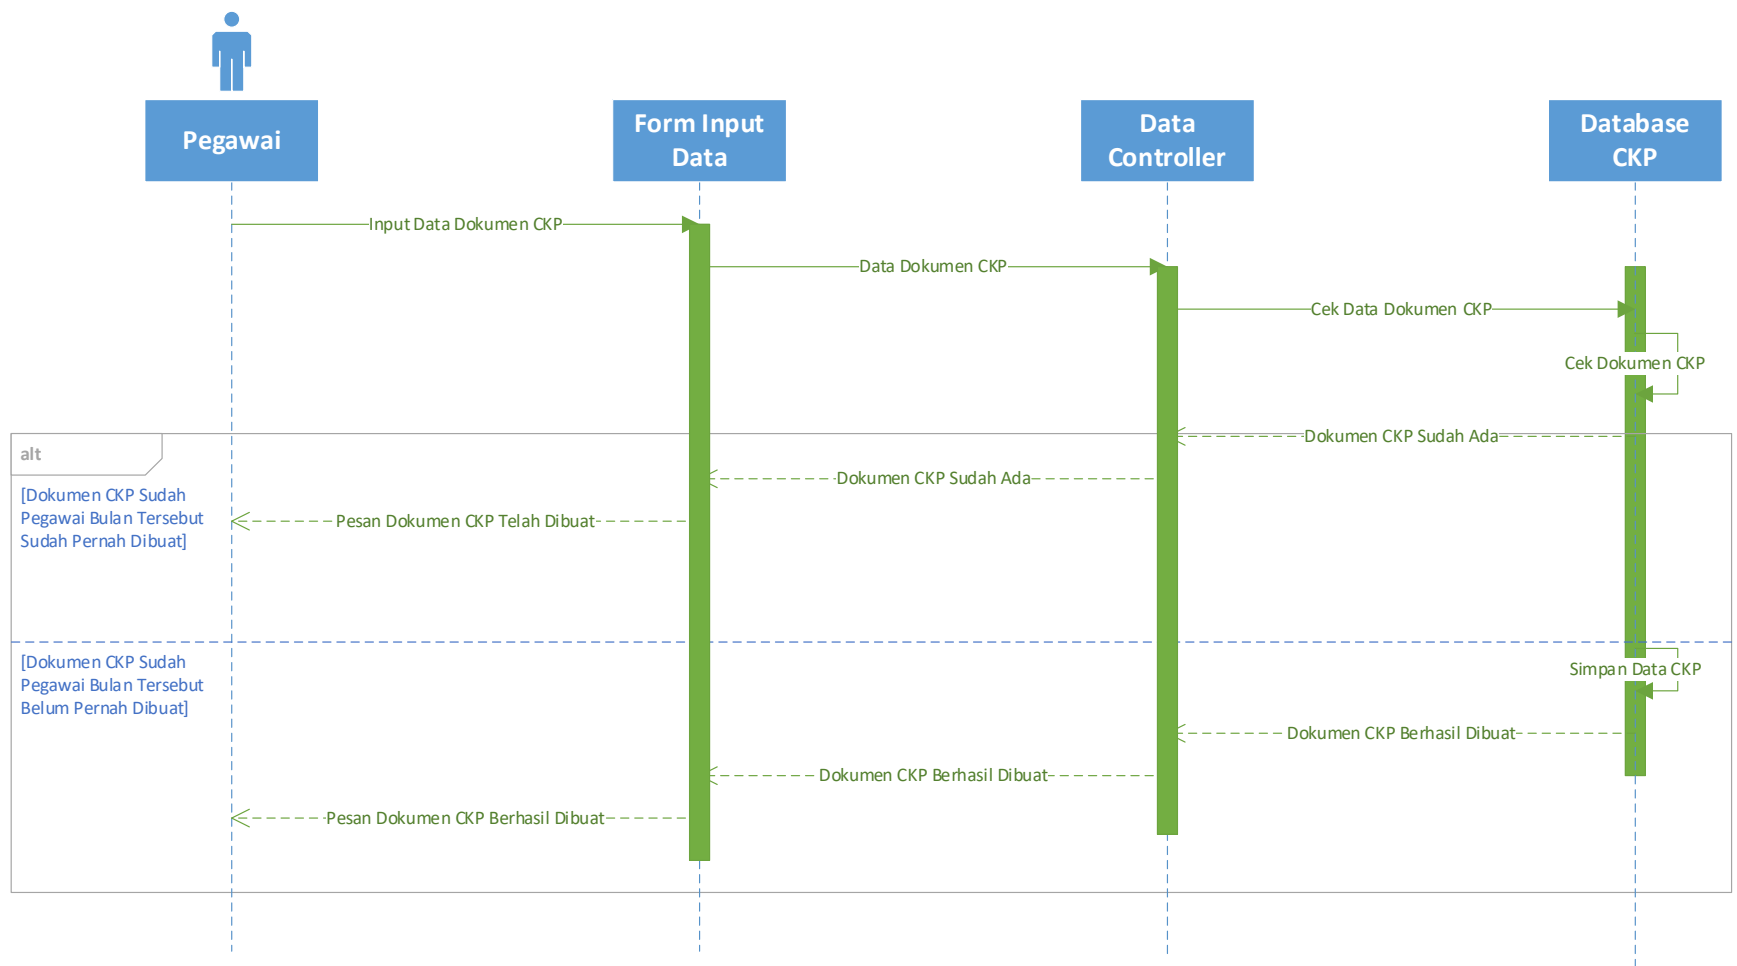 Pegawai
Form Input
Data
Data
Controller
Database
CKP
Input Data Dokumen CKP
Data Dokumen CKP
Cek Data Dokumen CKP
Cek Dokumen CKP
Dokumen CKP Sudah Ada
alt
Dokumen CKP Sudah Ada
[Dokumen CKP Sudah
Pegawai Bulan Tersebut
Sudah Pernah Dibuat]
Pesan Dokumen CKP Telah Dibuat
[Dokumen CKP Sudah
Pegawai Bulan Tersebut
Belum Pernah Dibuat]
Simpan Data CKP
Dokumen CKP Berhasil Dibuat
Dokumen CKP Berhasil Dibuat
Pesan Dokumen CKP Berhasil Dibuat